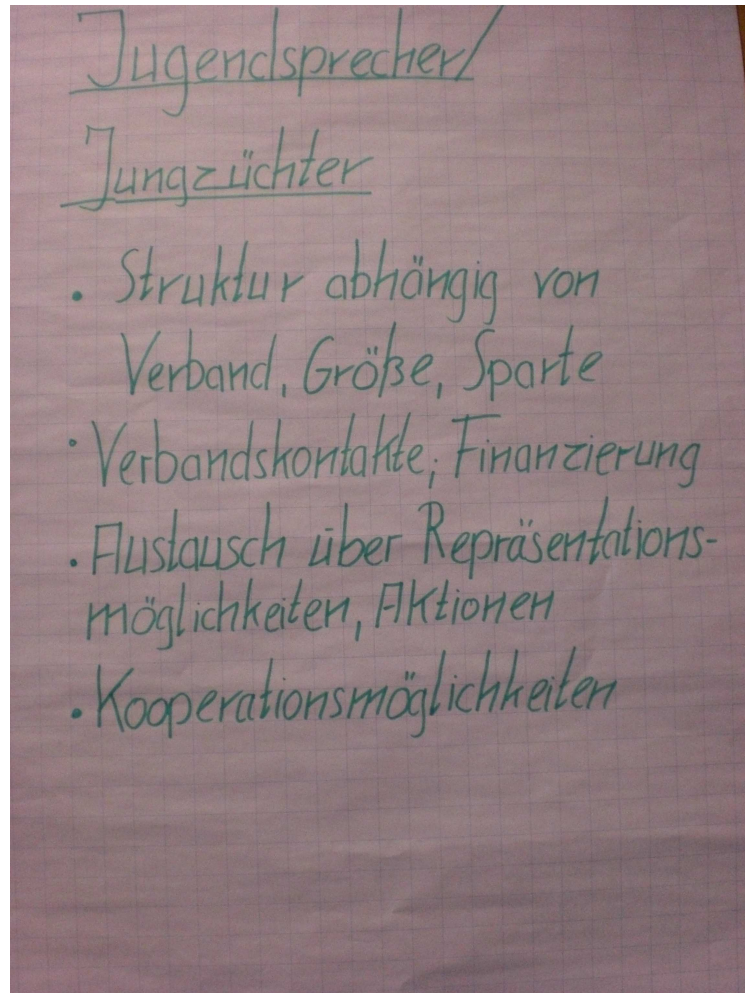 Jugendsprecher/
Jungzüchter
• Struktur abhängig von
Verband, Größe, Sparte
• Verbandskontakte, Finanzierung
• Austausch über Repräsentations-
möglichkeiten, Aktionen
• Kooperationsmöglichkeiten